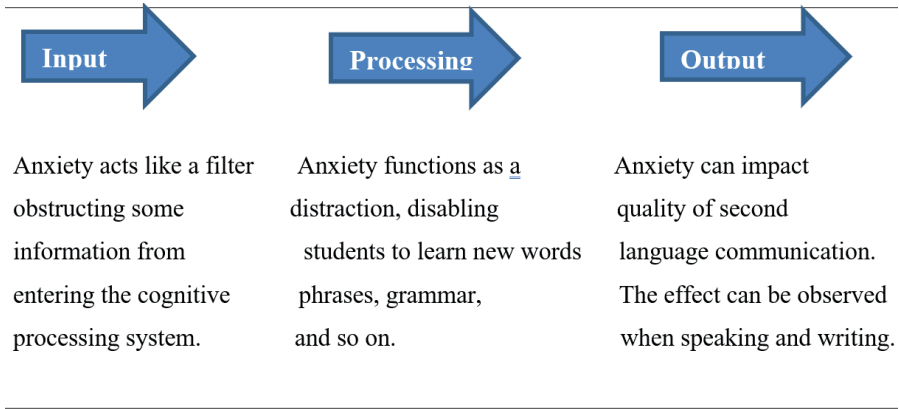 Input
Processing
Output
Anxiety acts like a filter
obstructing some
information from
entering the cognitive
processing system.
Anxiety functions as a
distraction, disabling
students to learn new words
phrases, grammar,
and so on.
Anxiety can impact
quality of second
language communication.
The effect can be observed
when speaking and writing.